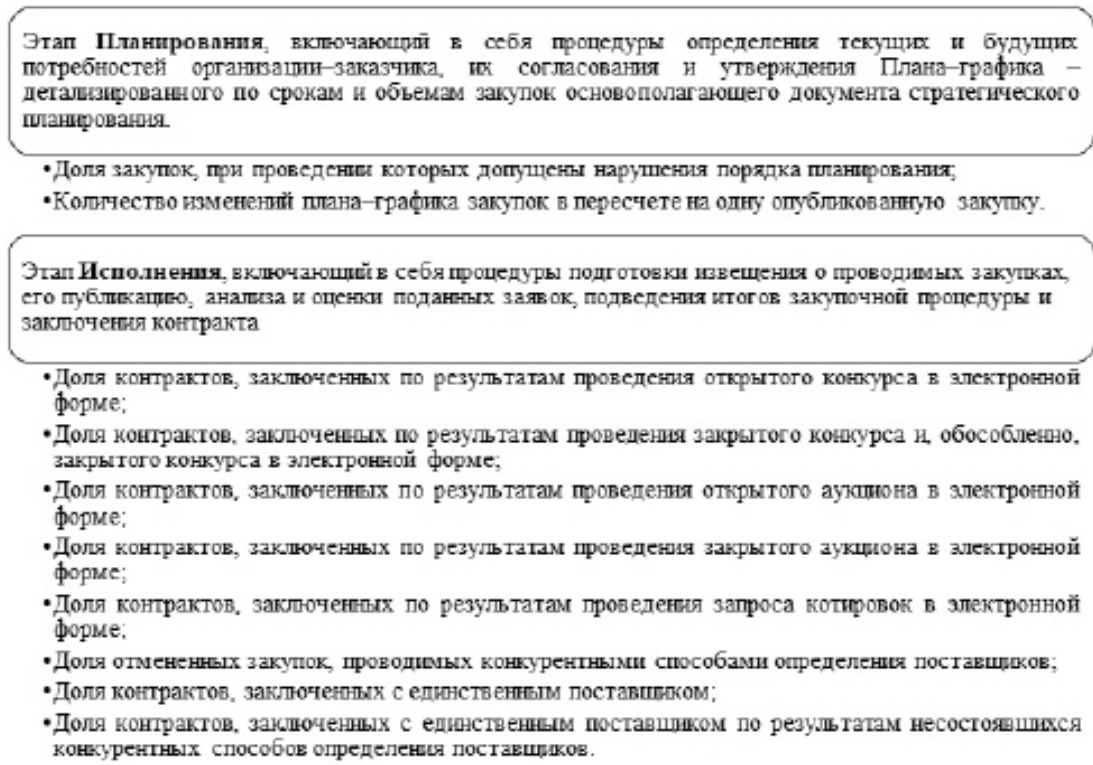 Этап Планирования, включающий в себя процедуры определения текущих и будущих
потребностей организации–заказчика, их согласования и утверждения Плана–графика –
детализированного по срокам и объемам закупок основополагающего документа стратегического
планирования.
•Доля закупок, при проведении которых допущены нарушения порядка планирования;
•Количество изменений плана–графика закупок в пересчете на одну опубликованную закупку.
Этап Исполнения, включающий в себя процедуры подготовки извещения о проводимых закупках,
его публикацию, анализа и оценки поданных заявок, подведения итогов закупочной процедуры и
заключения контракта
•Доля контрактов, заключенных по результатам проведения открытого конкурса в электронной
форме;
•Доля контрактов, заключенных по результатам проведения закрытого конкурса и, обособленно,
закрытого конкурса в электронной форме;
•Доля контрактов, заключенных по результатам проведения открытого аукциона в электронной
форме;
•Доля контрактов, заключенных по результатам проведения закрытого аукциона в электронной
форме;
•Доля контрактов, заключенных по результатам проведения запроса котировок в электронной
форме;
•Доля отмененных закупок, проводимых конкурентными способами определения поставщиков;
•Доля контрактов, заключенных с единственным поставщиком;
•Доля контрактов, заключенных с единственным поставщиком по результатам несостоявшихся
конкурентных способов определения поставщиков.